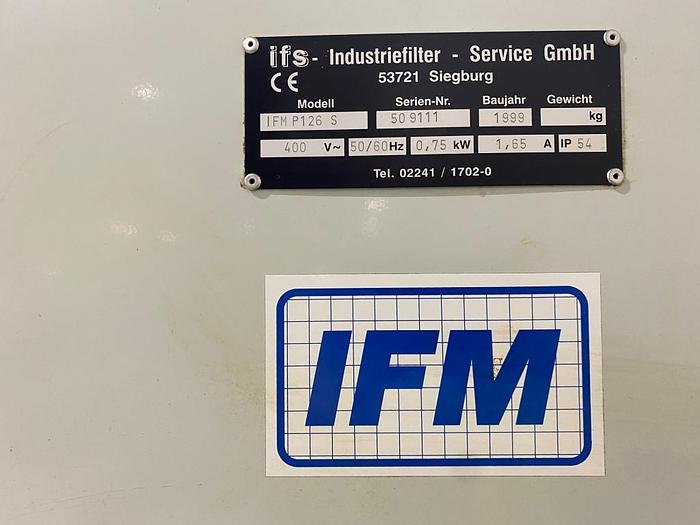 ifs - Industriefilter - Service GmbH
CE 53721 Siegburg
Modell Serien-Nr. Baujahr Gewicht
IFM P126 S 50 9111 1999 kg
400 V~ 50/60 Hz 0,75 kW 1,65 A IP 54
Tel. 02241 / 1702-0
IFM